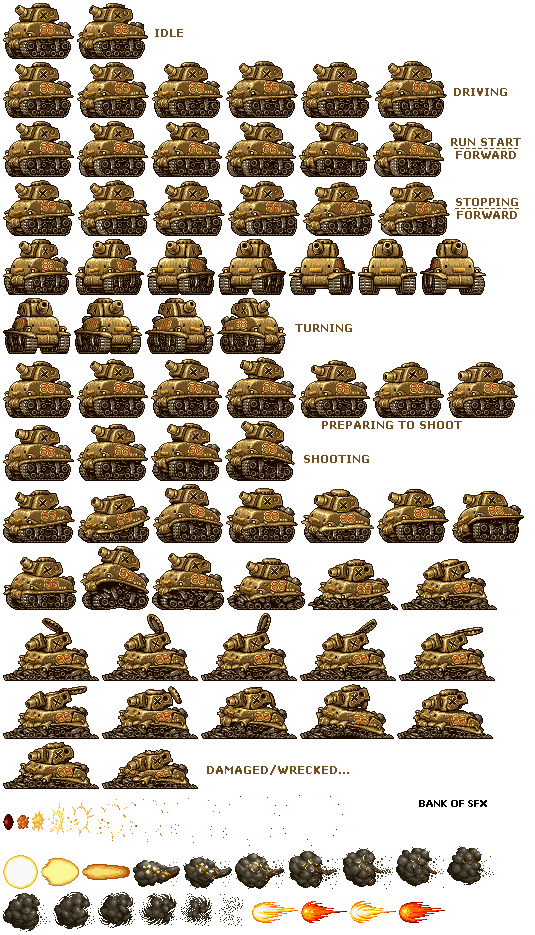 IDLE
DRIVING
RUN START
FORWARD
STOPPING
FORWARD
TURNING
PREPARING TO SHOOT
SHOOTING
DAMAGED/WRECKED...
BANK OF SFX